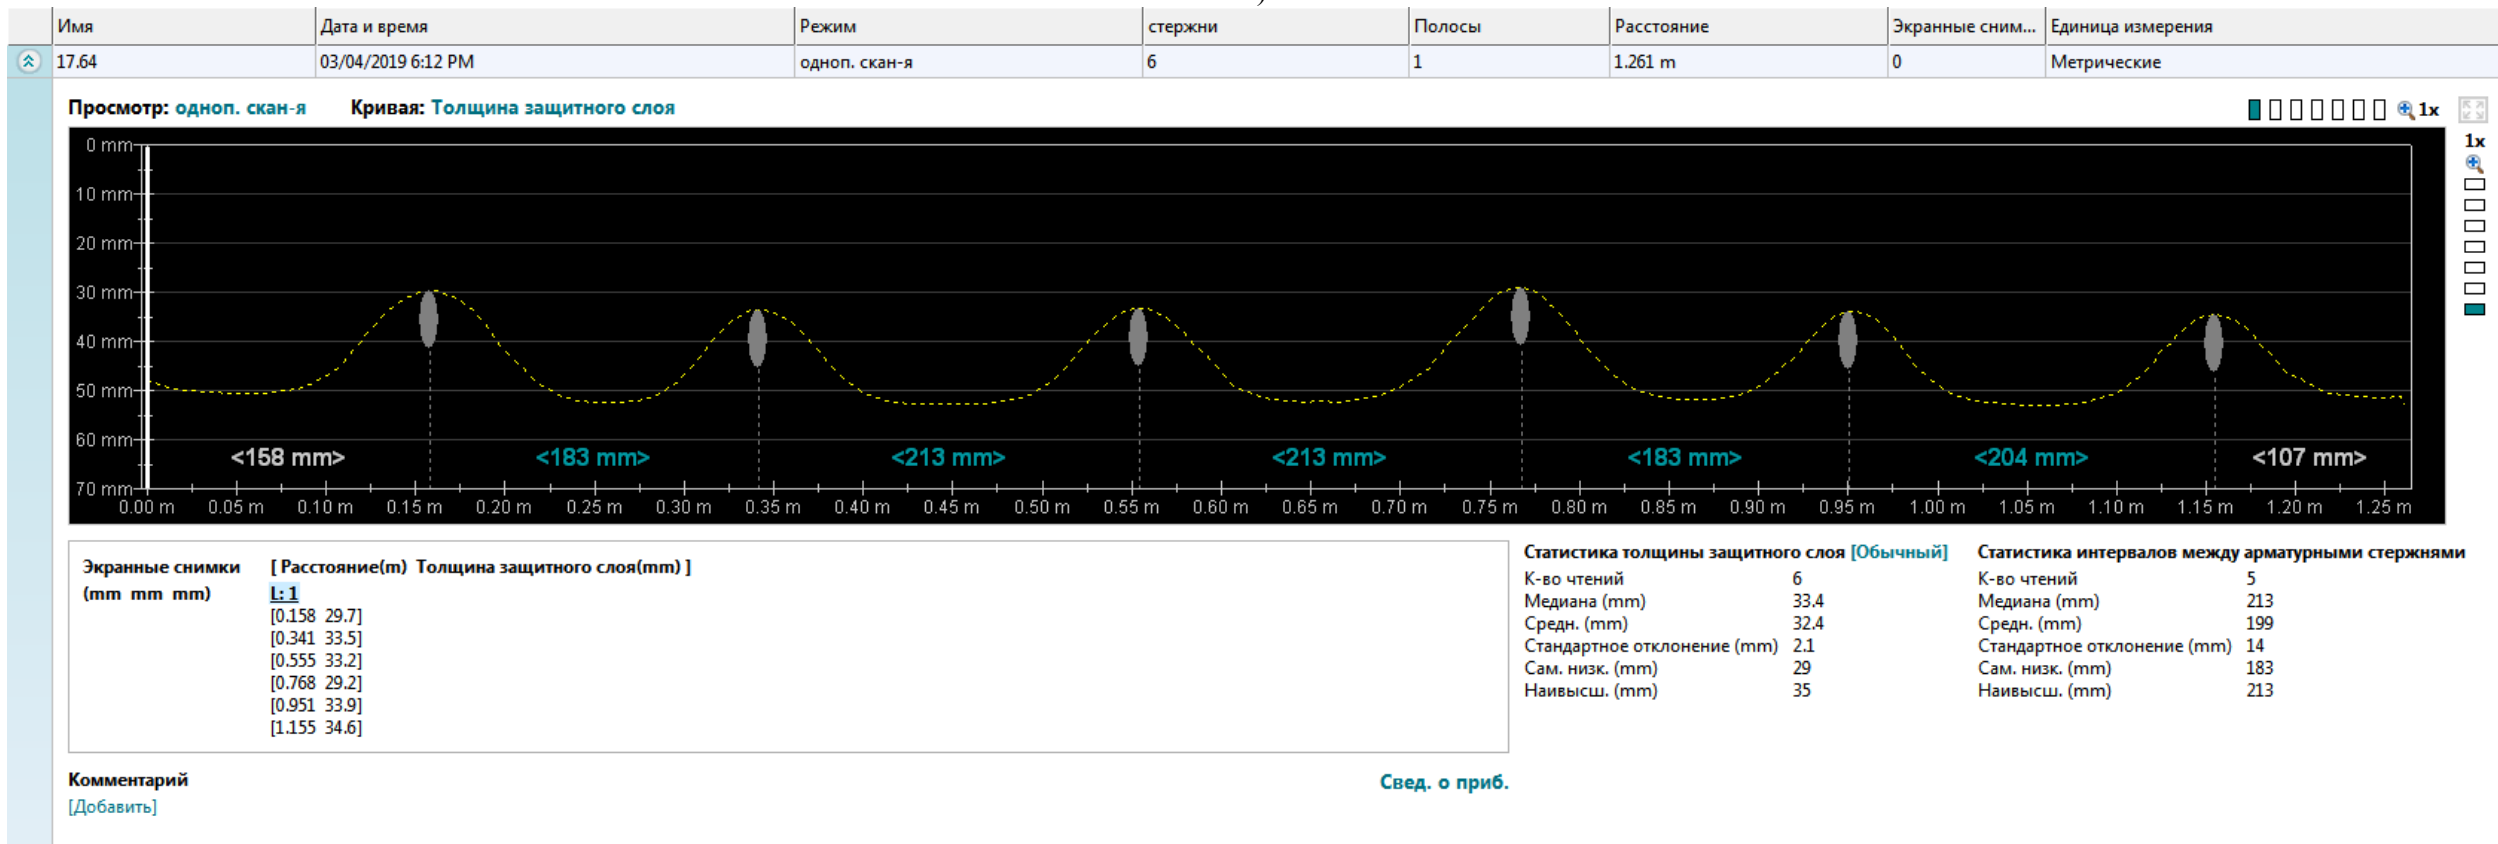 Имя Дата и время Режим стержни Полосы Расстояние Экранные сним... Единица измерения
17.64 03/04/2019 6:12 PM одноп. скан-я 6 1 1.261 m 0 Метрические
Просмотр: одноп. скан-я Кривая: Толщина защитного слоя 1x
1x
0 mm
10 mm
20 mm
30 mm
40 mm
50 mm
60 mm
<158 mm> <183 mm> <213 mm> <213 mm> <183 mm> <204 mm> <107 mm>
70 mm
0.00 m 0.05 m 0.10 m 0.15 m 0.20 m 0.25 m 0.30 m 0.35 m 0.40 m 0.45 m 0.50 m 0.55 m 0.60 m 0.65 m 0.70 m 0.75 m 0.80 m 0.85 m 0.90 m 0.95 m 1.00 m 1.05 m 1.10 m 1.15 m 1.20 m 1.25 m
Экранные снимки [ Расстояние(m) Толщина защитного слоя(mm) ]
(mm mm mm) L: 1
[0.158 29.7]
[0.341 33.5]
[0.555 33.2]
[0.768 29.2]
[0.951 33.9]
[1.155 34.6]
Статистика толщины защитного слоя [Обычный]
К-во чтений 6
Медиана (mm) 33.4
Средн. (mm) 32.4
Стандартное отклонение (mm) 2.1
Сам. низк. (mm) 29
Наивысш. (mm) 35
Статистика интервалов между арматурными стержнями
К-во чтений 5
Медиана (mm) 213
Средн. (mm) 199
Стандартное отклонение (mm) 14
Сам. низк. (mm) 183
Наивысш. (mm) 213
Комментарий Свед. о приб.
[Добавить]